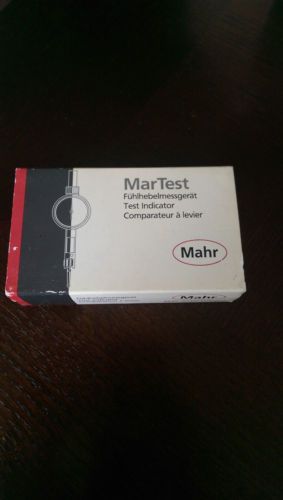 MarTest
Fühlhebelmessgerät
Test Indicator
Comparateur à levier
Mahr
Mahr